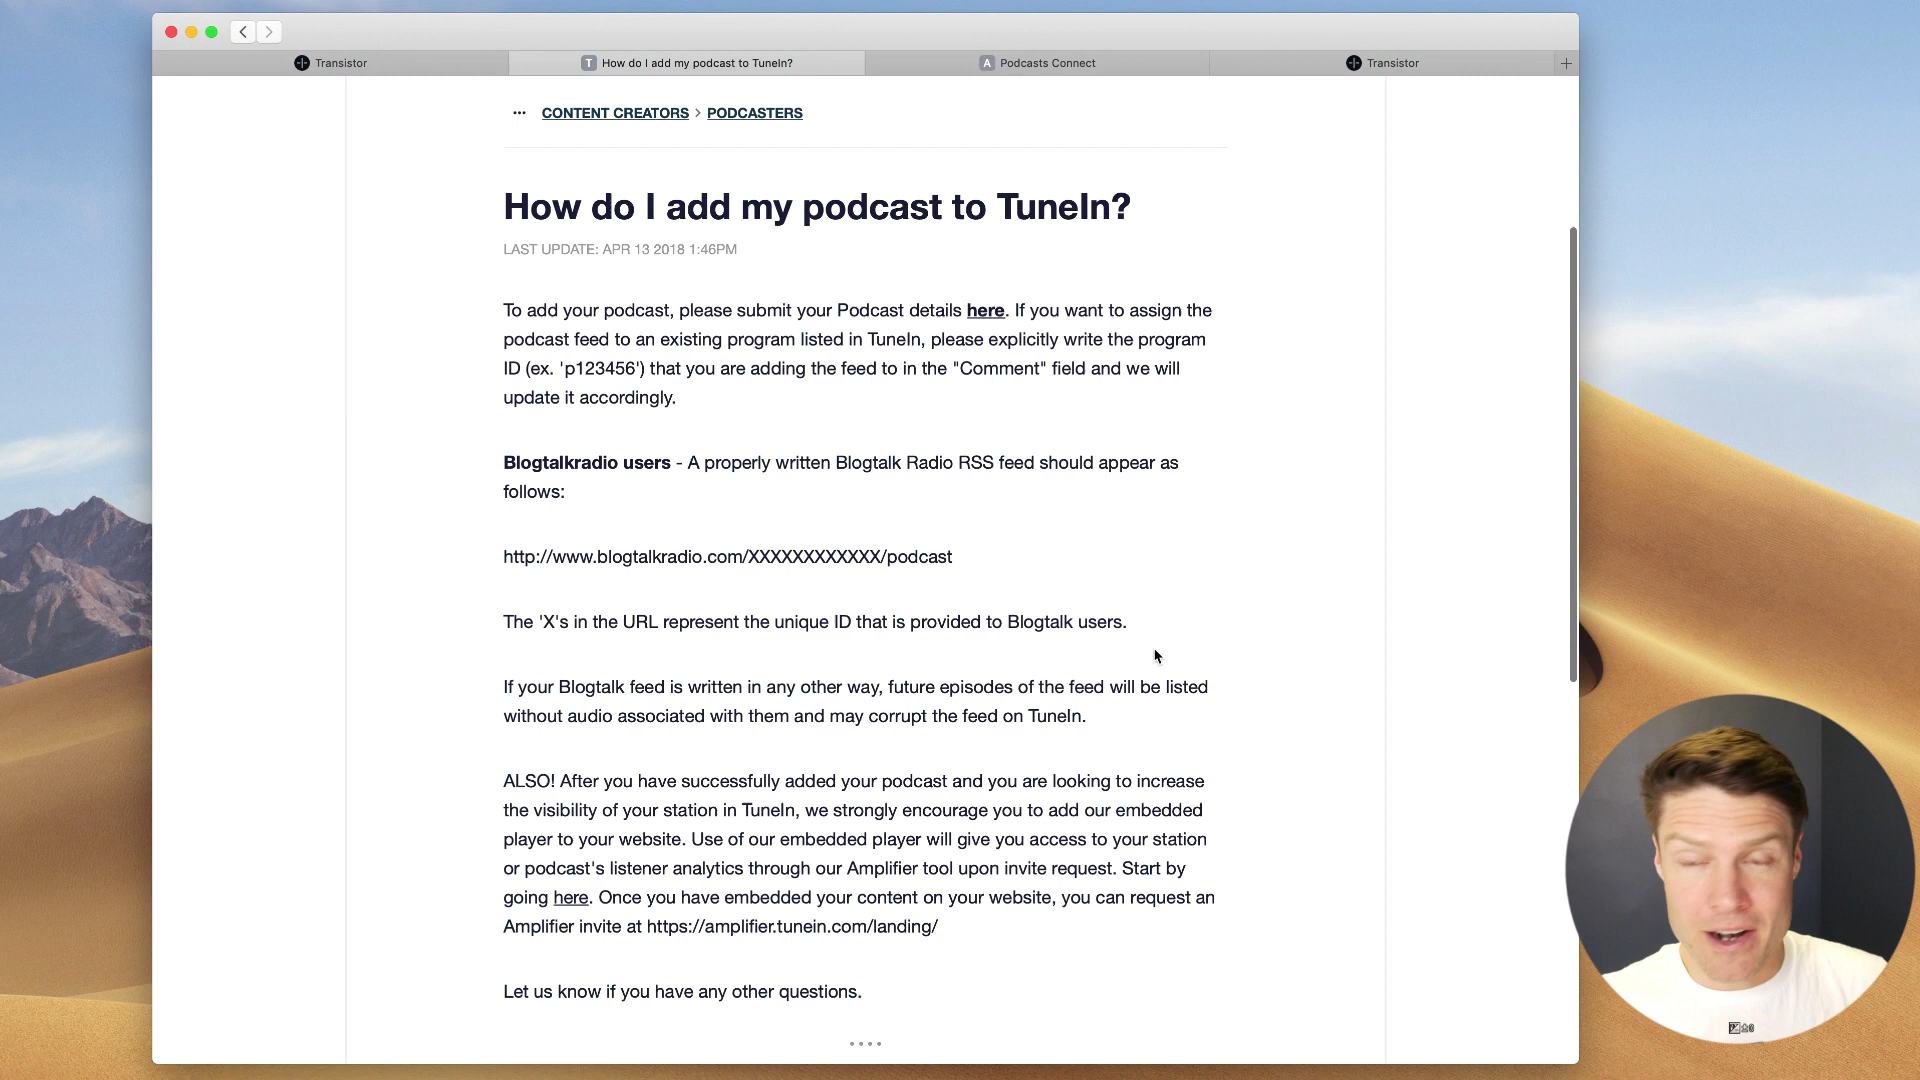 Transistor
T How do I add my podcast to TuneIn?
A Podcasts Connect
Transistor
••• CONTENT CREATORS > PODCASTERS
How do I add my podcast to TuneIn?
LAST UPDATE: APR 13 2018 1:46PM
To add your podcast, please submit your Podcast details here. If you want to assign the
podcast feed to an existing program listed in TuneIn, please explicitly write the program
ID (ex. 'p123456') that you are adding the feed to in the "Comment" field and we will
update it accordingly.
Blogtalkradio users - A properly written Blogtalk Radio RSS feed should appear as
follows:
http://www.blogtalkradio.com/XXXXXXXXXXXX/podcast
The 'X's in the URL represent the unique ID that is provided to Blogtalk users.
If your Blogtalk feed is written in any other way, future episodes of the feed will be listed
without audio associated with them and may corrupt the feed on TuneIn.
ALSO! After you have successfully added your podcast and you are looking to increase
the visibility of your station in TuneIn, we strongly encourage you to add our embedded
player to your website. Use of our embedded player will give you access to your station
or podcast's listener analytics through our Amplifier tool upon invite request. Start by
going here. Once you have embedded your content on your website, you can request an
Amplifier invite at https://amplifier.tunein.com/landing/
Let us know if you have any other questions.